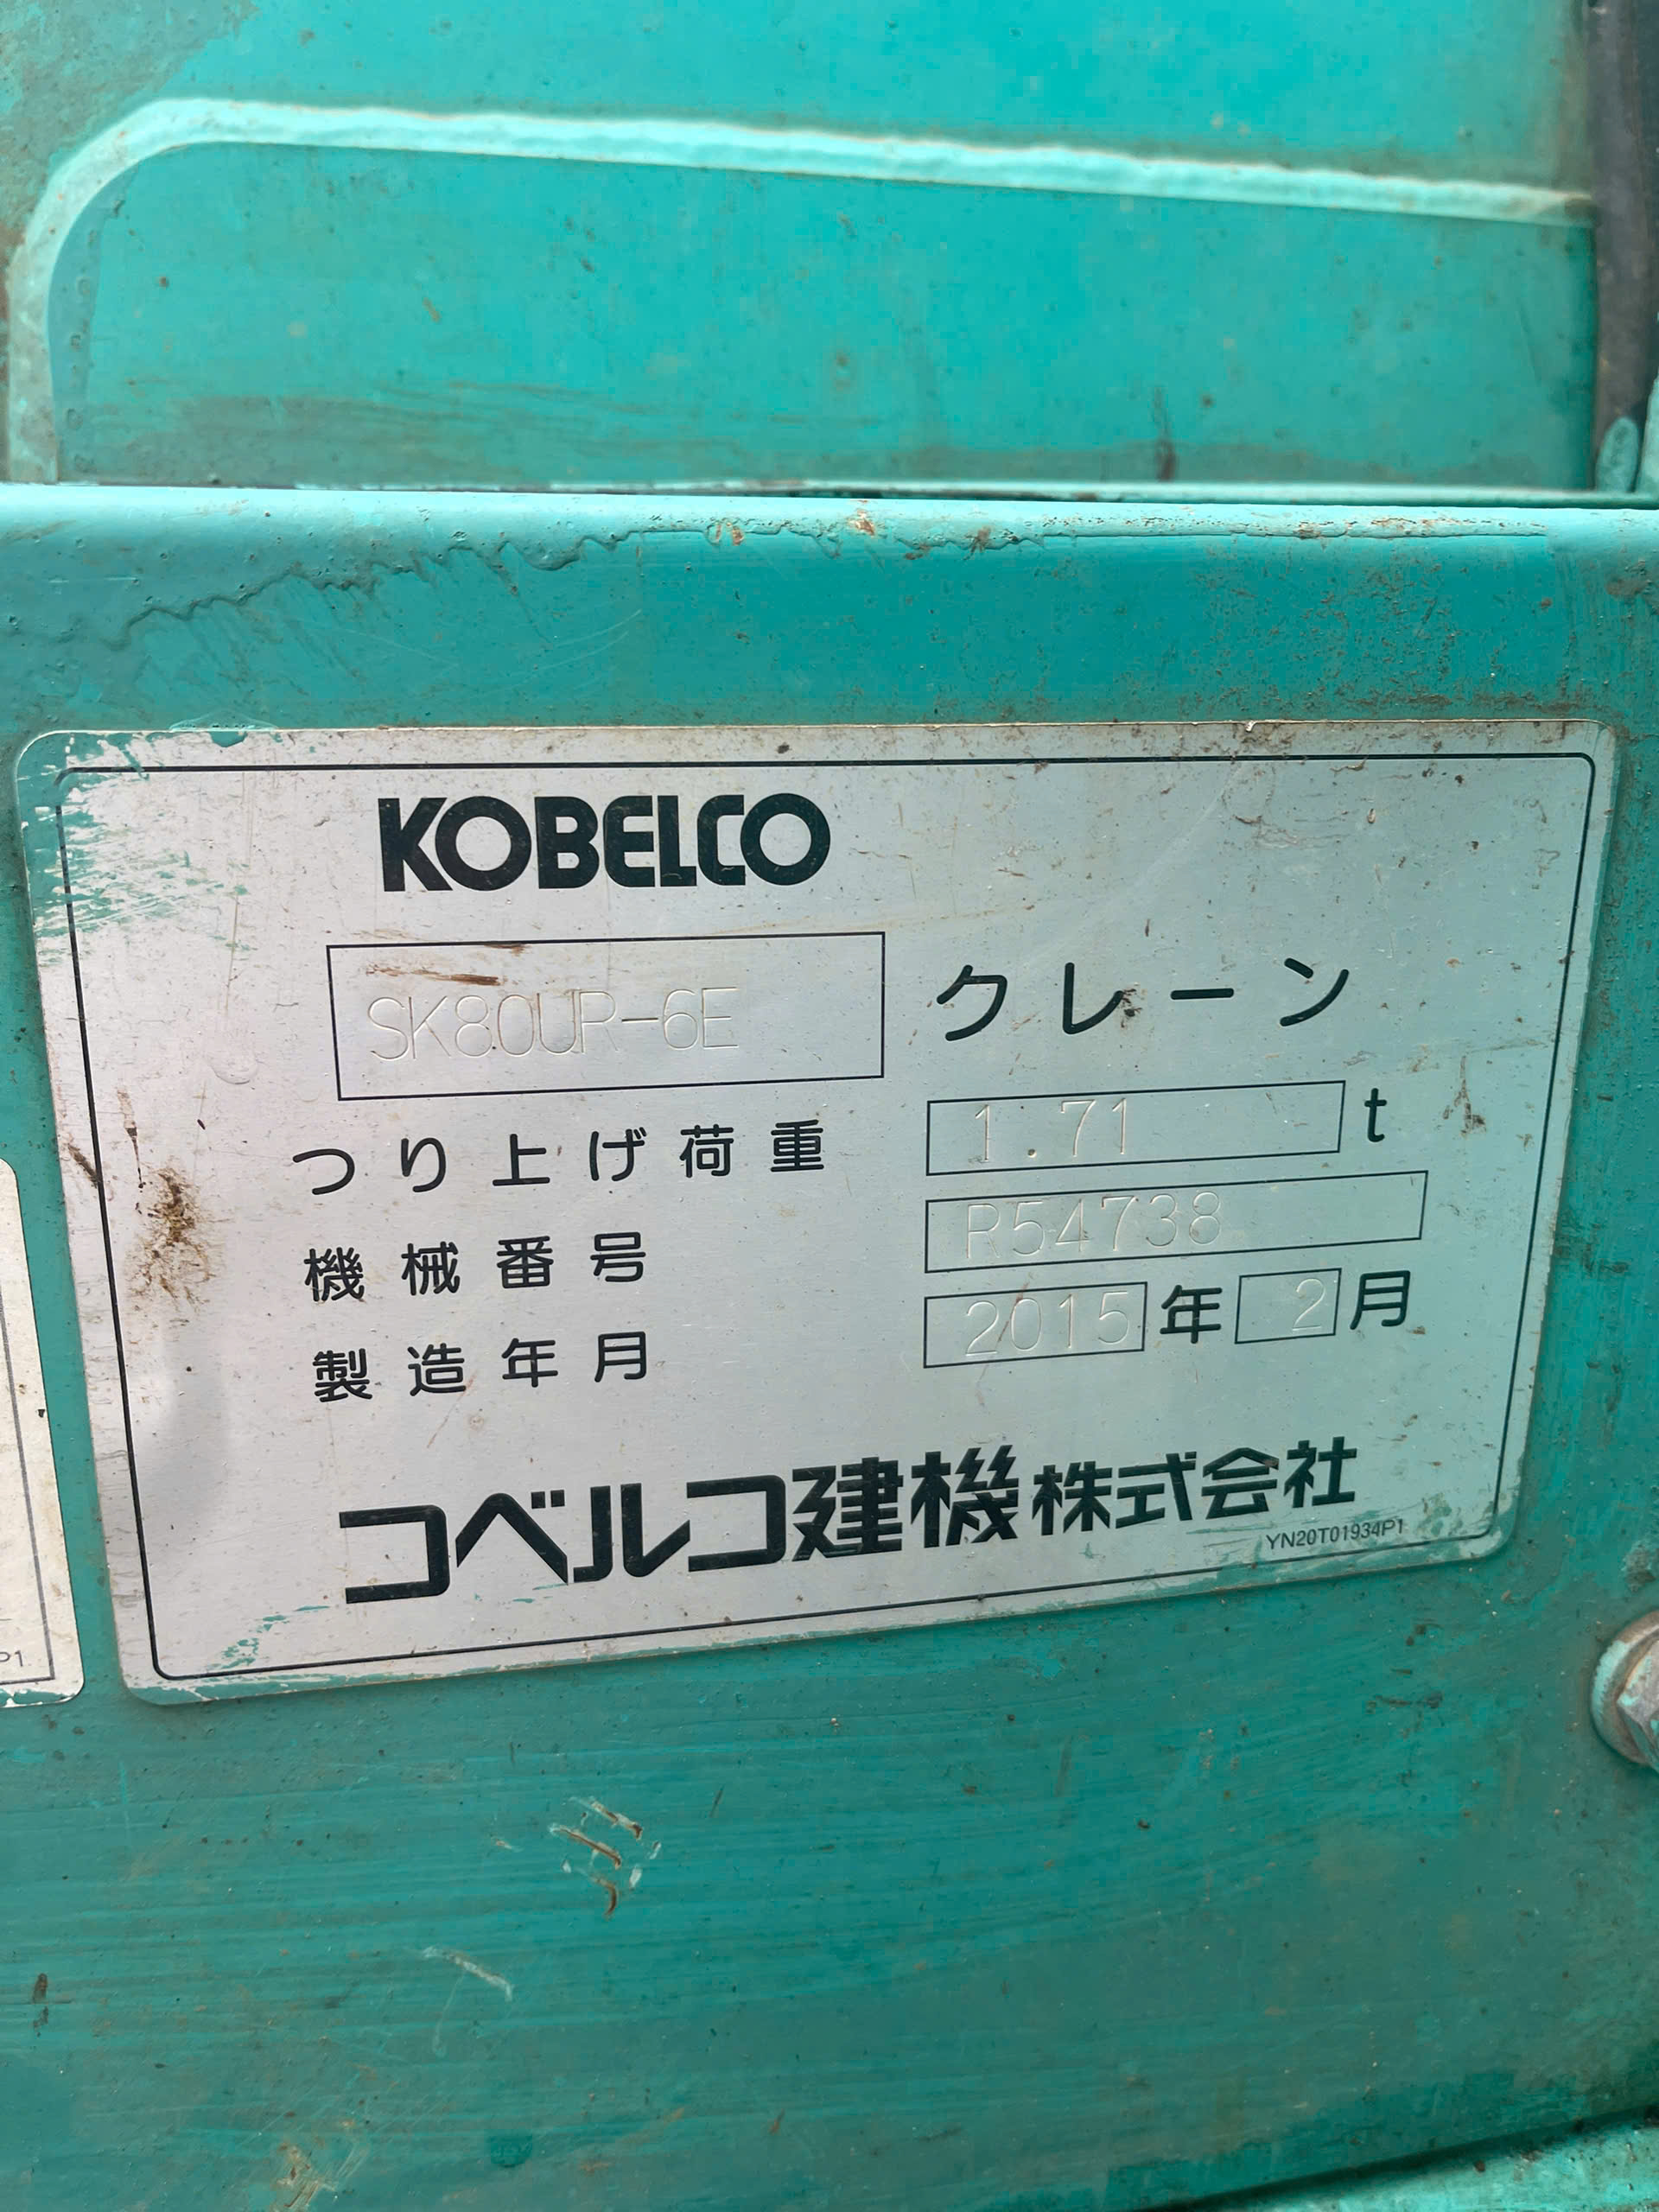 KOBELCO
SK80UR-6E クレーン
つり上げ荷重 1.71 t
機械番号 R54738
製造年月 2015 年 2 月
コベルコ建機株式会社
YN20T01934P1
P1